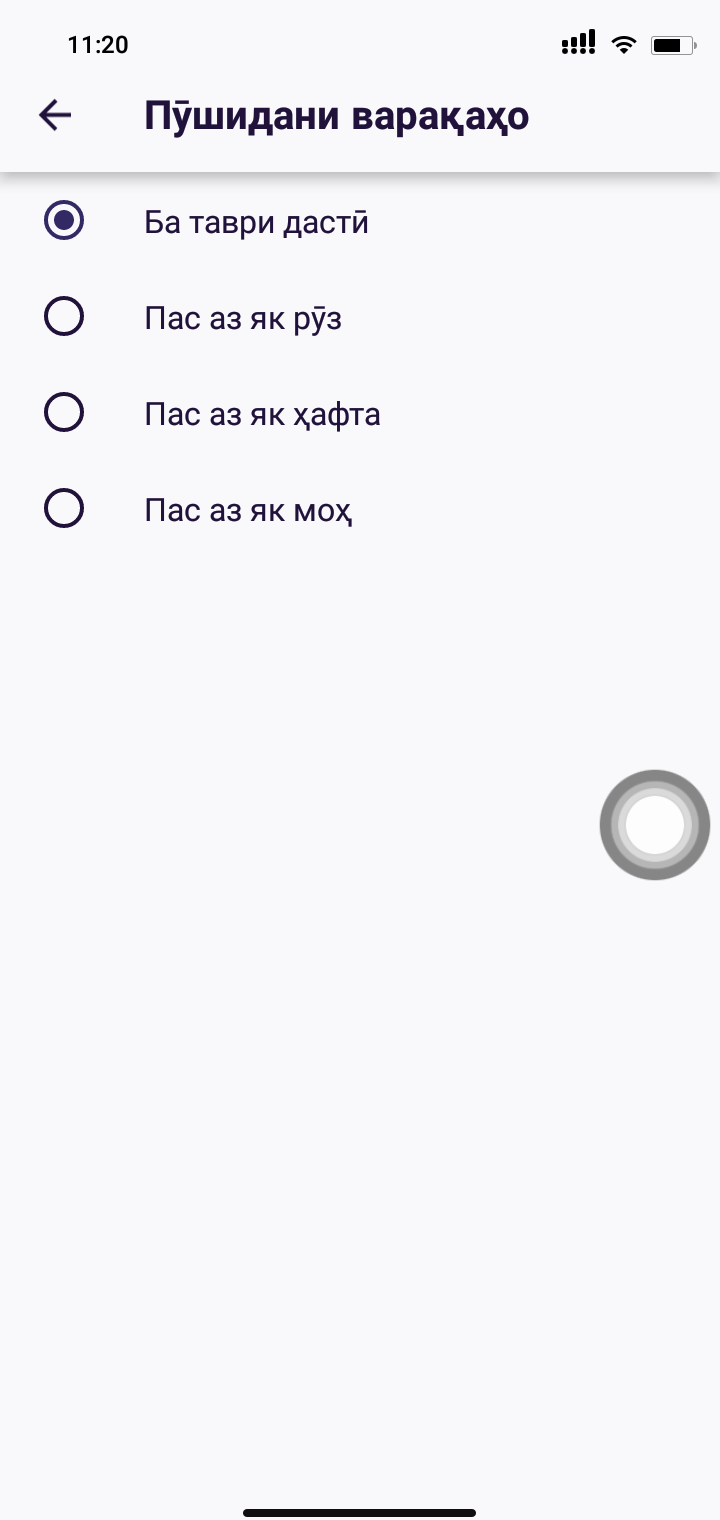 11:20
Пӯшидани варақаҳо
Ба таври дастӣ
Пас аз як рӯз
Пас аз як ҳафта
Пас аз як моҳ